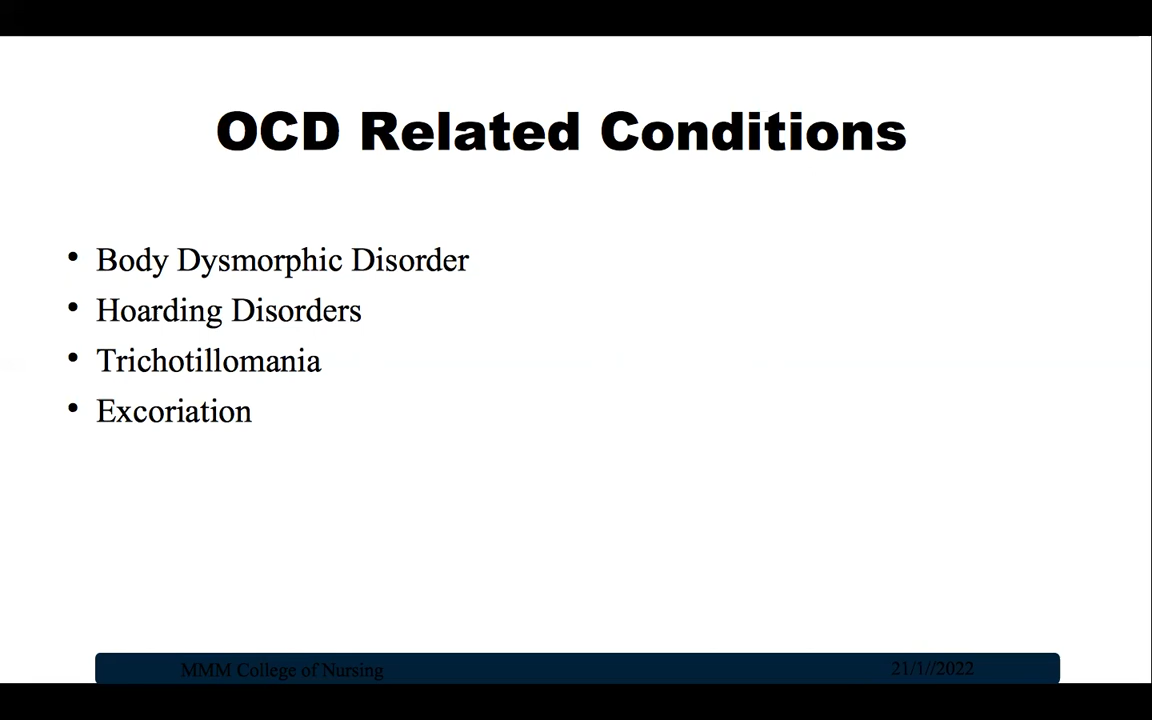 OCD Related Conditions
• Body Dysmorphic Disorder
• Hoarding Disorders
• Trichotillomania
• Excoriation
MMM College of Nursing
21/1//2022